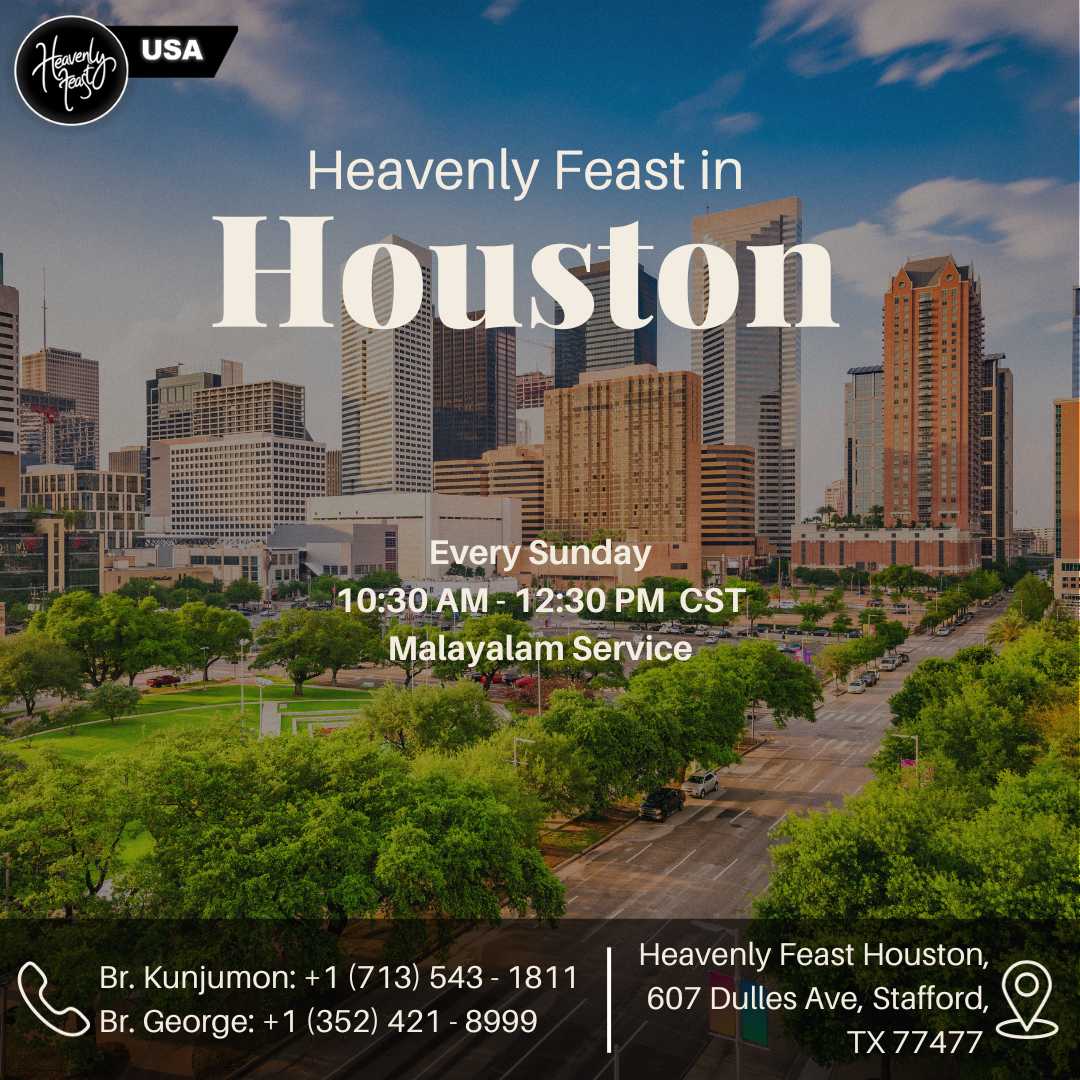 Heavenly
Feast
USA
Heavenly Feast in
Houston
Every Sunday
10:30 AM - 12:30 PM CST
Malayalam Service
Br. Kunjumon: +1 (713) 543 - 1811
Br. George: +1 (352) 421 - 8999
Heavenly Feast Houston,
607 Dulles Ave, Stafford,
TX 77477